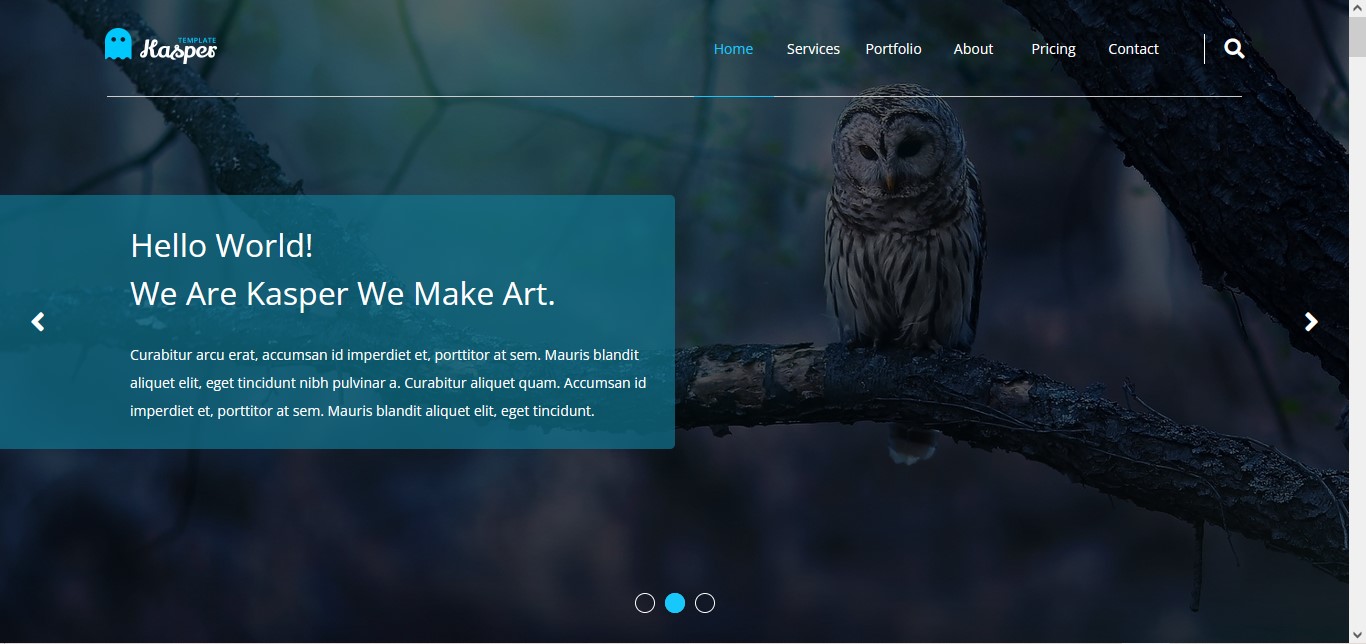 TEMPLATE
Kasper
Home Services Portfolio About Pricing Contact
Hello World!
We Are Kasper We Make Art.
Curabitur arcu erat, accumsan id imperdiet et, porttitor at sem. Mauris blandit
aliquet elit, eget tincidunt nibh pulvinar a. Curabitur aliquet quam. Accumsan id
imperdiet et, porttitor at sem. Mauris blandit aliquet elit, eget tincidunt.